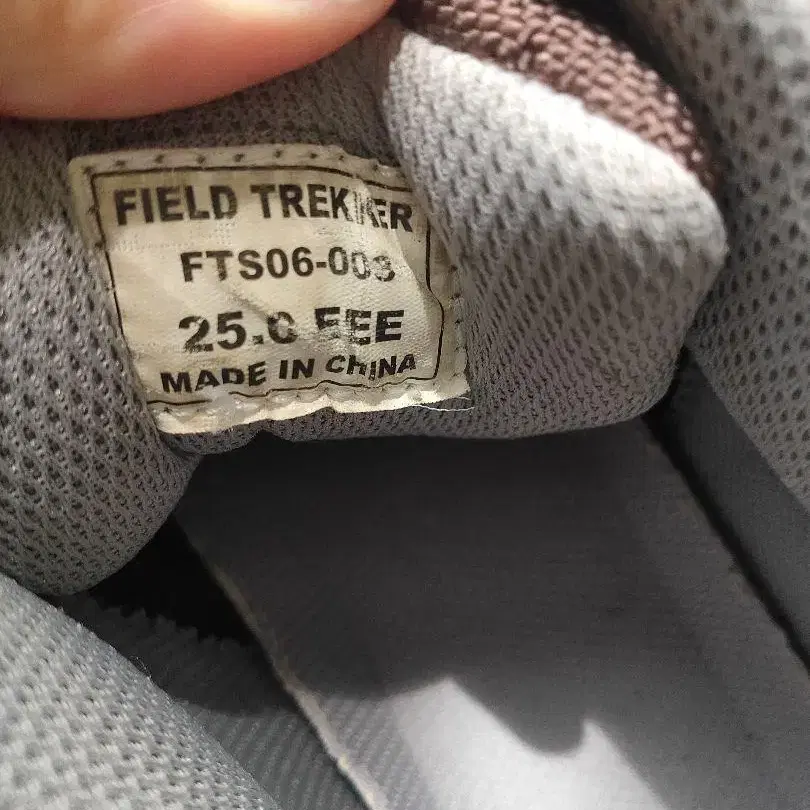 FIELD TREKKER
FTS06-003
25.0 EEE
MADE IN CHINA